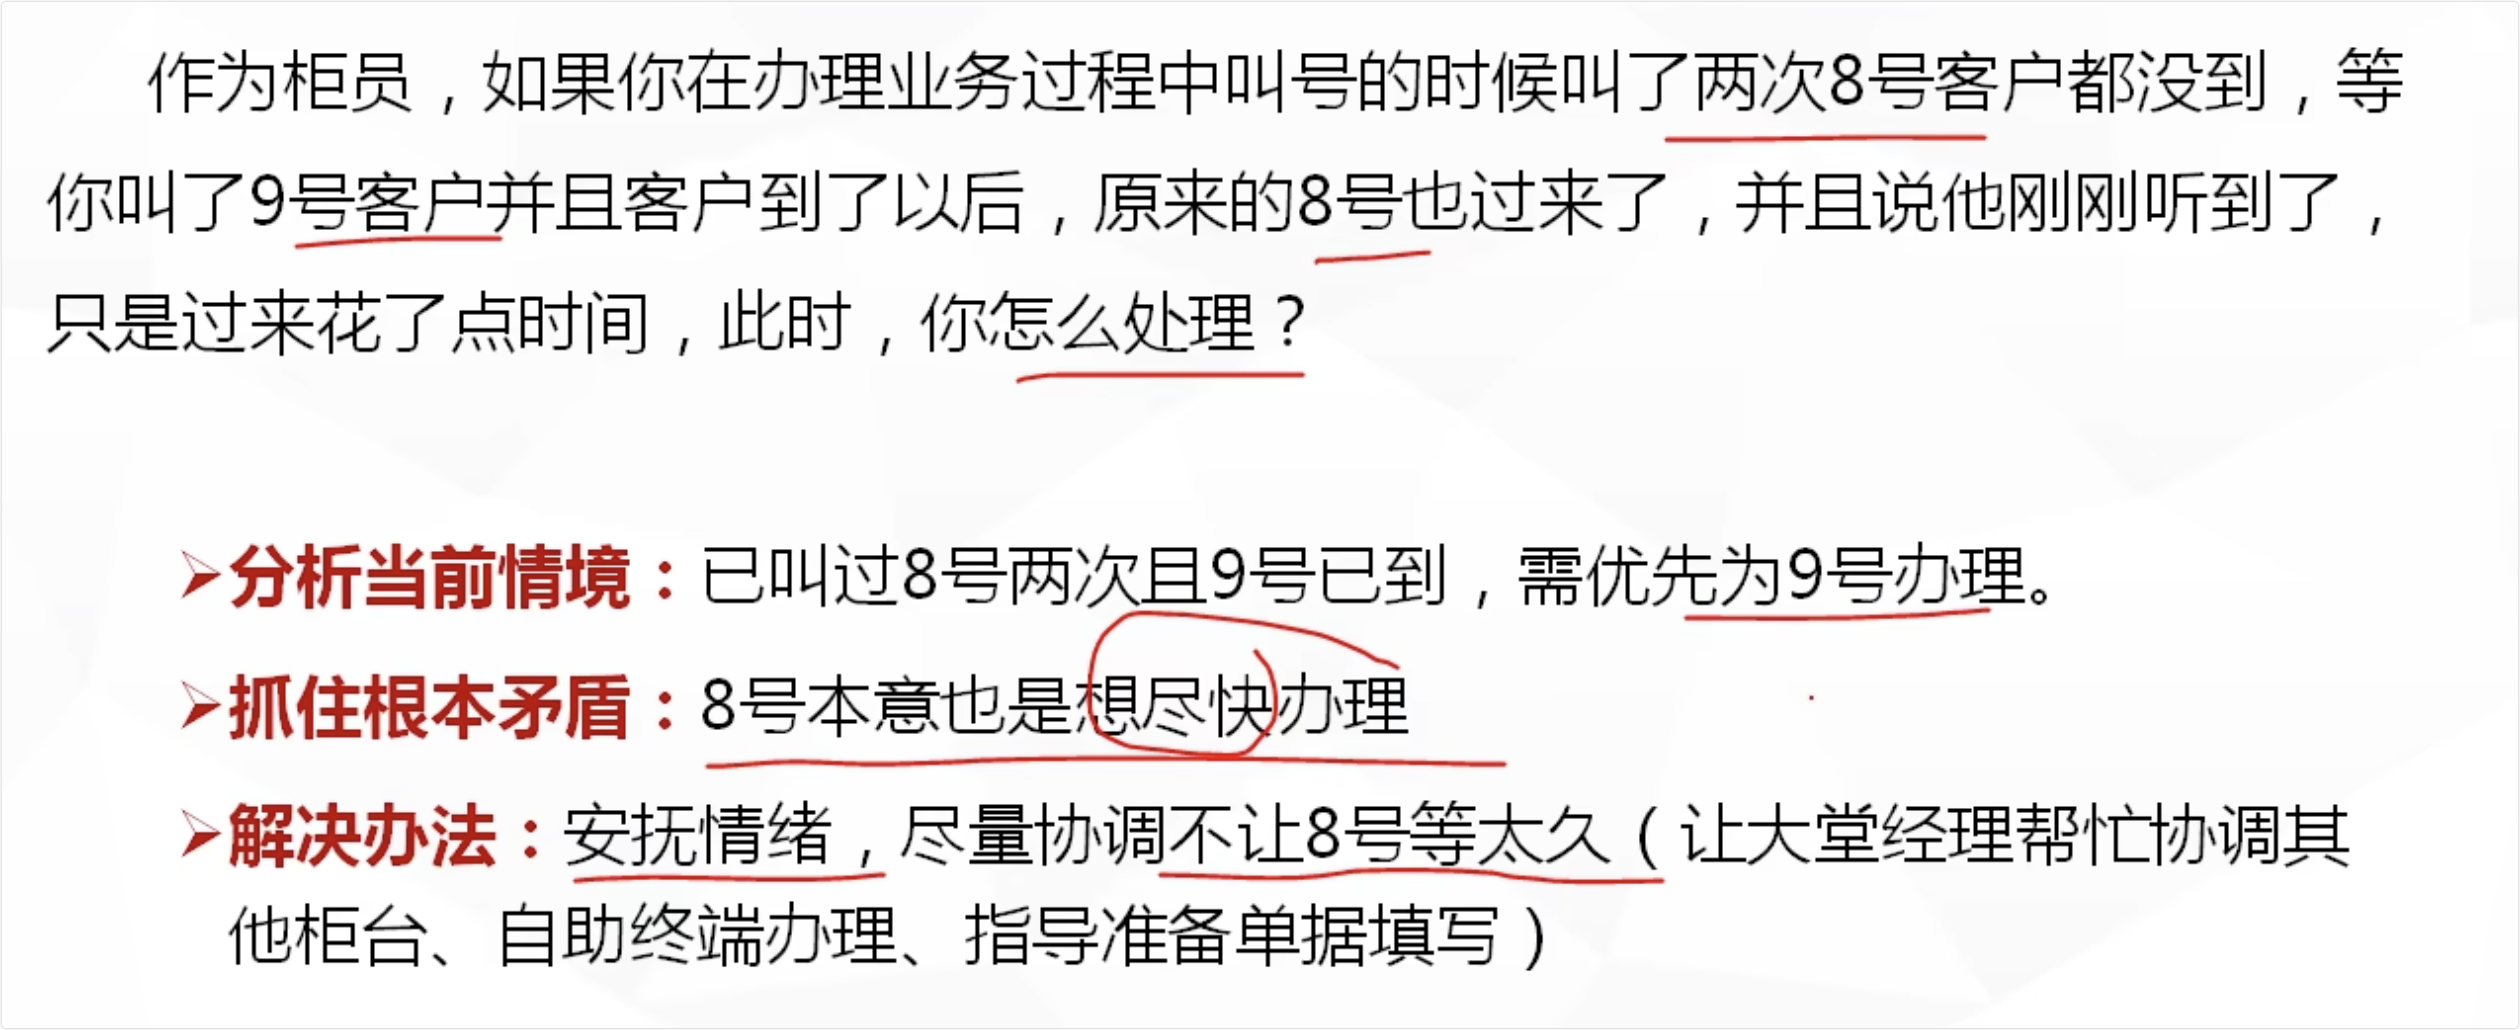 作为柜员，如果你在办理业务过程中叫号的时候叫了两次8号客户都没到，等
你叫了9号客户并且客户到了以后，原来的8号也过来了，并且说他刚刚听到了，
只是过来花了点时间，此时，你怎么处理？
➢分析当前情境：已叫过8号两次且9号已到，需优先为9号办理。
➢抓住根本矛盾：8号本意也是想尽快办理
➢解决办法：安抚情绪，尽量协调不让8号等太久（让大堂经理帮忙协调其
他柜台、自助终端办理、指导准备单据填写）